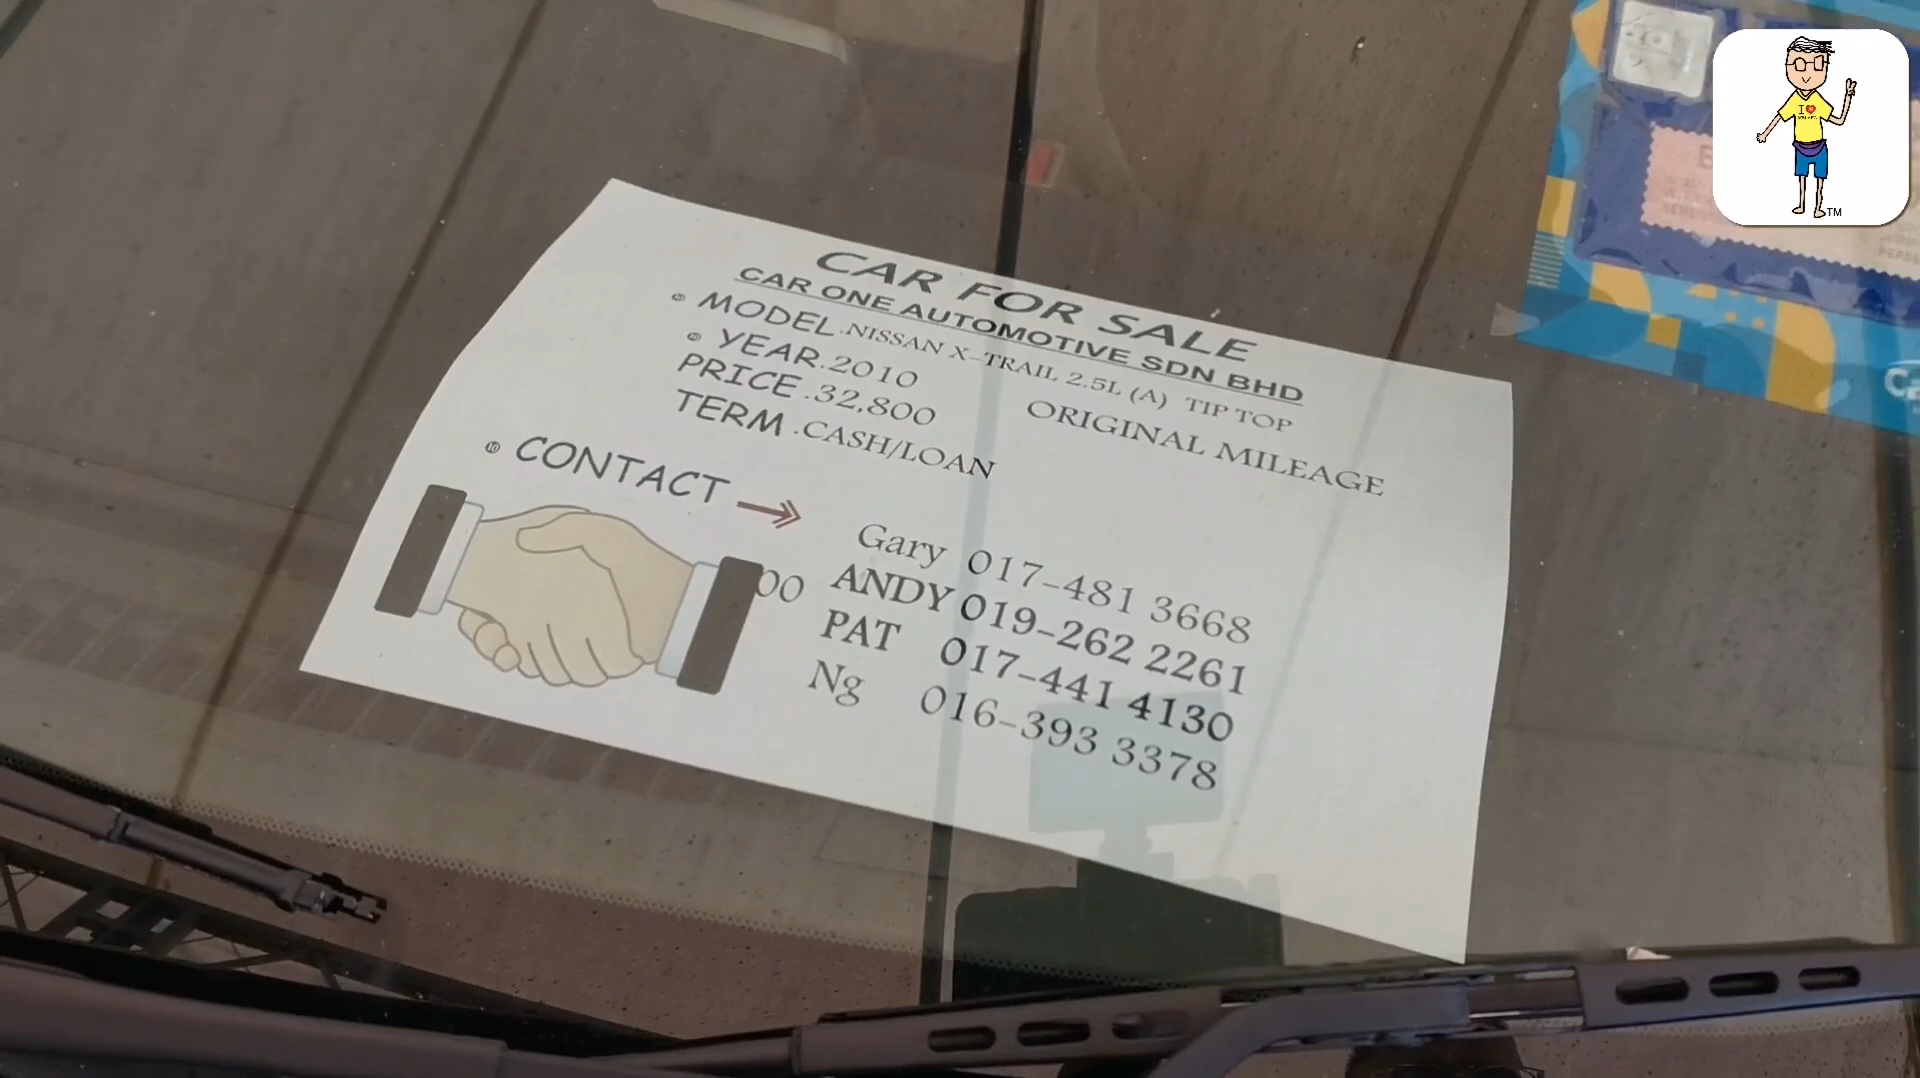 CAR FOR SALE
CAR ONE AUTOMOTIVE SDN BHD
MODEL.NISSAN X-TRAIL 2.5L (A) TIP TOP
YEAR.2010
ORIGINAL MILEAGE
PRICE.32,800
TERM.CASH/LOAN
CONTACT
Gary 017-481 3668
00 ANDY 019-262 2261
PAT 017-441 4130
Ng 016-393 3378
I
TM